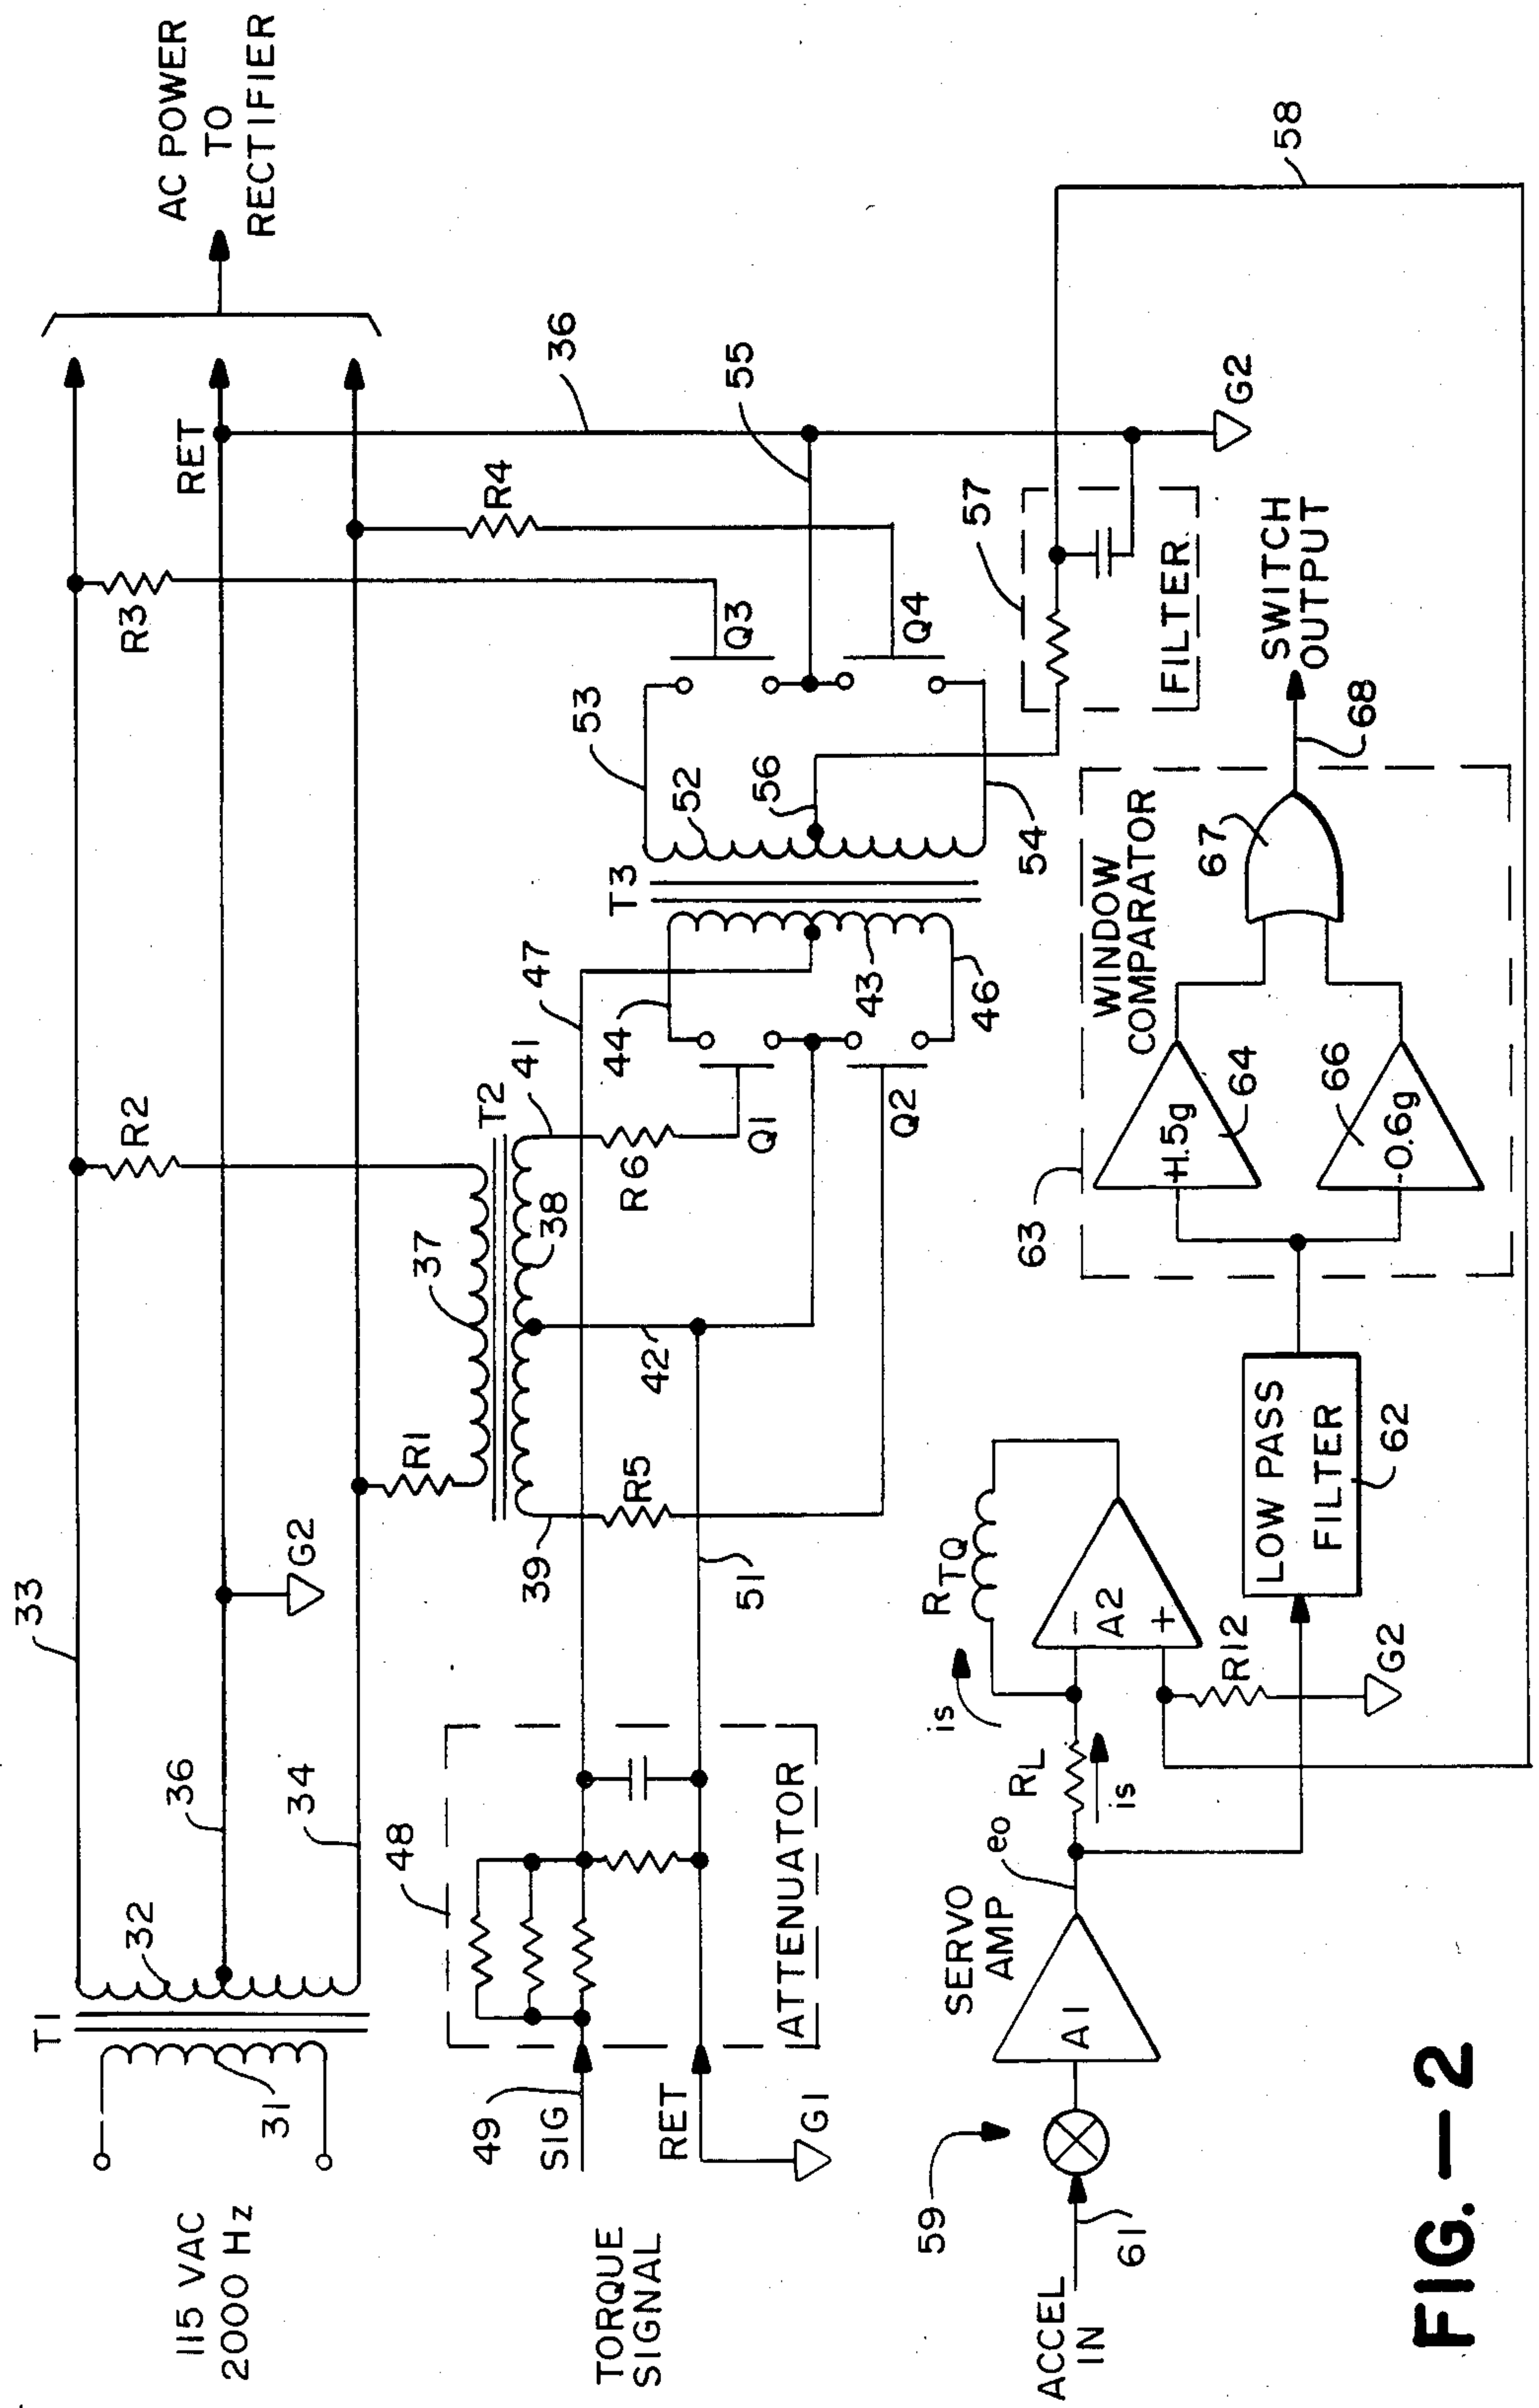 115 VAC
2000 Hz
T1
31
32
33
36
34
G2
R1
R2
37
T2
38
39
41
R5
R6
42
47
R3
R4
RET
AC POWER
TO
RECTIFIER
36
TORQUE
SIGNAL
49
SIG
RET
G1
48
ATTENUATOR
51
Q1
Q2
44
43
46
T3
52
53
56
54
Q3
Q4
55
57
FILTER
G2
58
ACCEL
IN
61
59
SERVO
AMP
A1
eo
RL
is
is
RTQ
A2
-
+
R12
G2
LOW PASS
FILTER
62
63
WINDOW
COMPARATOR
+1.5g
64
-0.6g
66
67
68
SWITCH
OUTPUT
FIG.—2